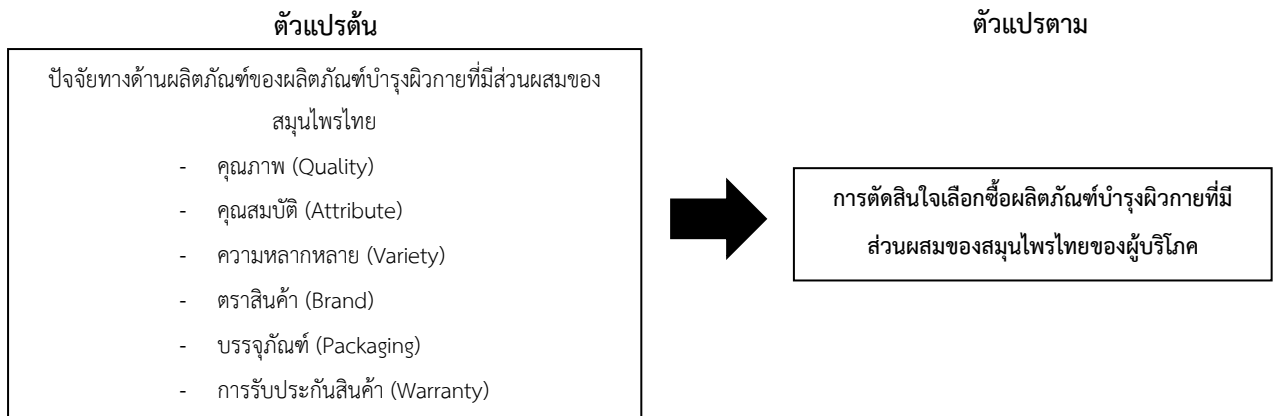 ตัวแปรต้น
ปัจจัยทางด้านผลิตภัณฑ์ของผลิตภัณฑ์บำรุงผิวกายที่มีส่วนผสมของ
สมุนไพรไทย
- คุณภาพ (Quality)
- คุณสมบัติ (Attribute)
- ความหลากหลาย (Variety)
- ตราสินค้า (Brand)
- บรรจุภัณฑ์ (Packaging)
- การรับประกันสินค้า (Warranty)
ตัวแปรตาม
การตัดสินใจเลือกซื้อผลิตภัณฑ์บำรุงผิวกายที่มี
ส่วนผสมของสมุนไพรไทยของผู้บริโภค